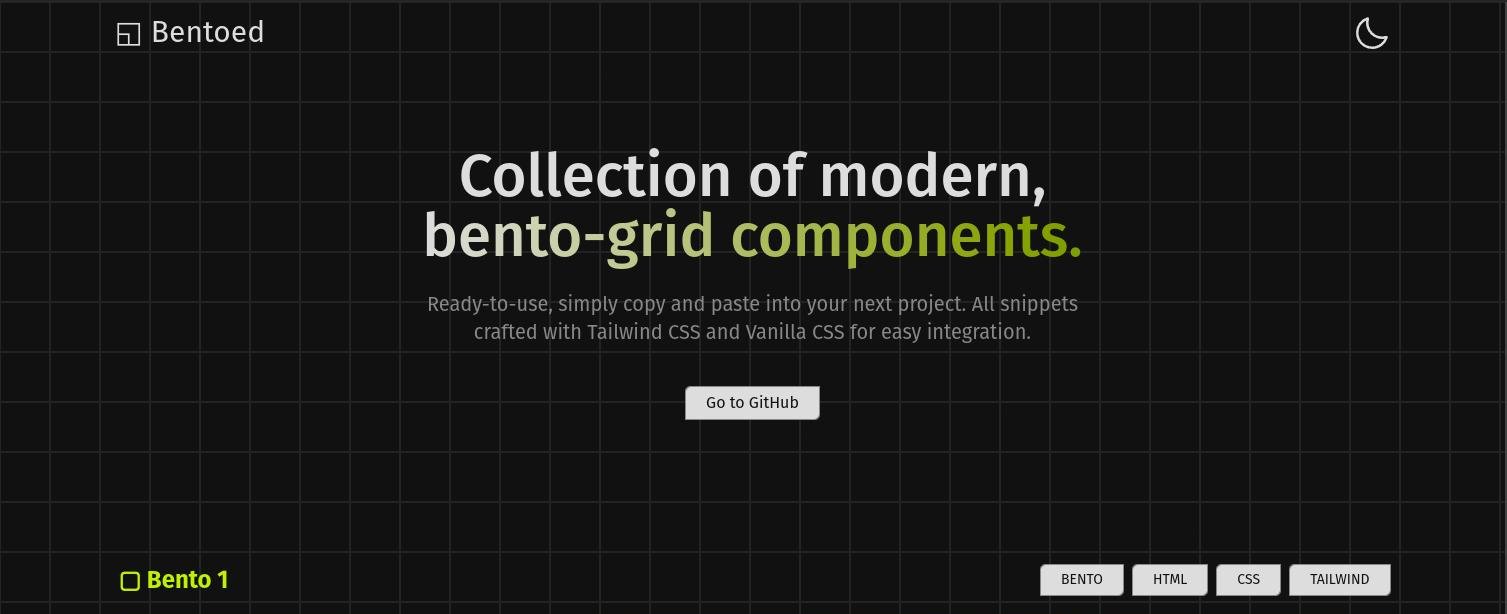 Bentoed
Collection of modern,
bento-grid components.
Ready-to-use, simply copy and paste into your next project. All snippets
crafted with Tailwind CSS and Vanilla CSS for easy integration.
Go to GitHub
Bento 1
BENTO
HTML
CSS
TAILWIND